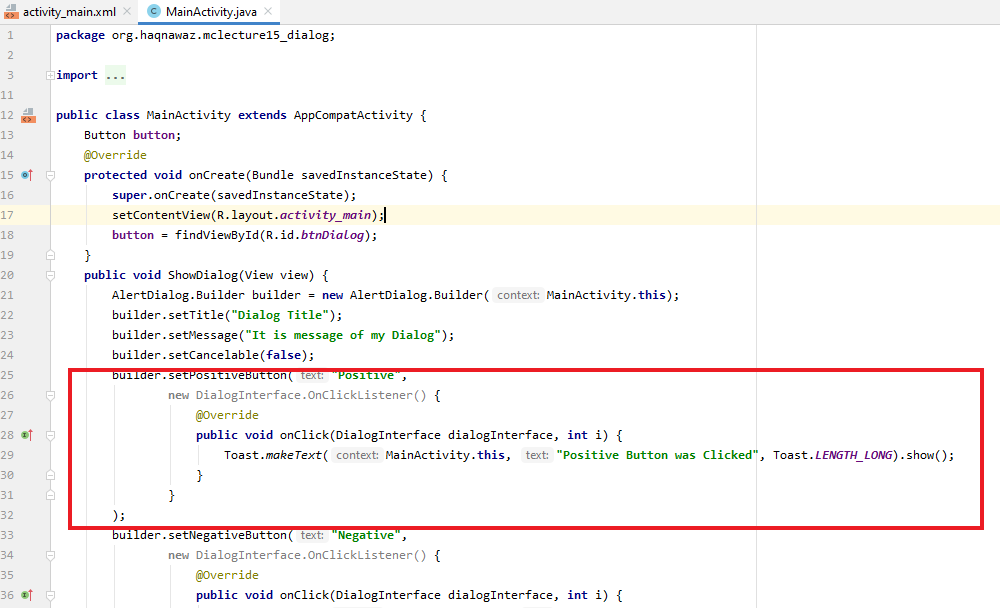 activity_main.xml MainActivity.java
1 package org.haqnawaz.mclecture15_dialog;
2
3 import ...
11
12 public class MainActivity extends AppCompatActivity {
13 Button button;
14 @Override
15 protected void onCreate(Bundle savedInstanceState) {
16 super.onCreate(savedInstanceState);
17 setContentView(R.layout.activity_main);
18 button = findViewById(R.id.btnDialog);
19 }
20 public void ShowDialog(View view) {
21 AlertDialog.Builder builder = new AlertDialog.Builder( context: MainActivity.this);
22 builder.setTitle("Dialog Title");
23 builder.setMessage("It is message of my Dialog");
24 builder.setCancelable(false);
25 builder.setPositiveButton( text: "Positive",
26 new DialogInterface.OnClickListener() {
27 @Override
28 public void onClick(DialogInterface dialogInterface, int i) {
29 Toast.makeText( context: MainActivity.this, text: "Positive Button was Clicked", Toast.LENGTH_LONG).show();
30 }
31 }
32 );
33 builder.setNegativeButton( text: "Negative",
34 new DialogInterface.OnClickListener() {
35 @Override
36 public void onClick(DialogInterface dialogInterface, int i) {